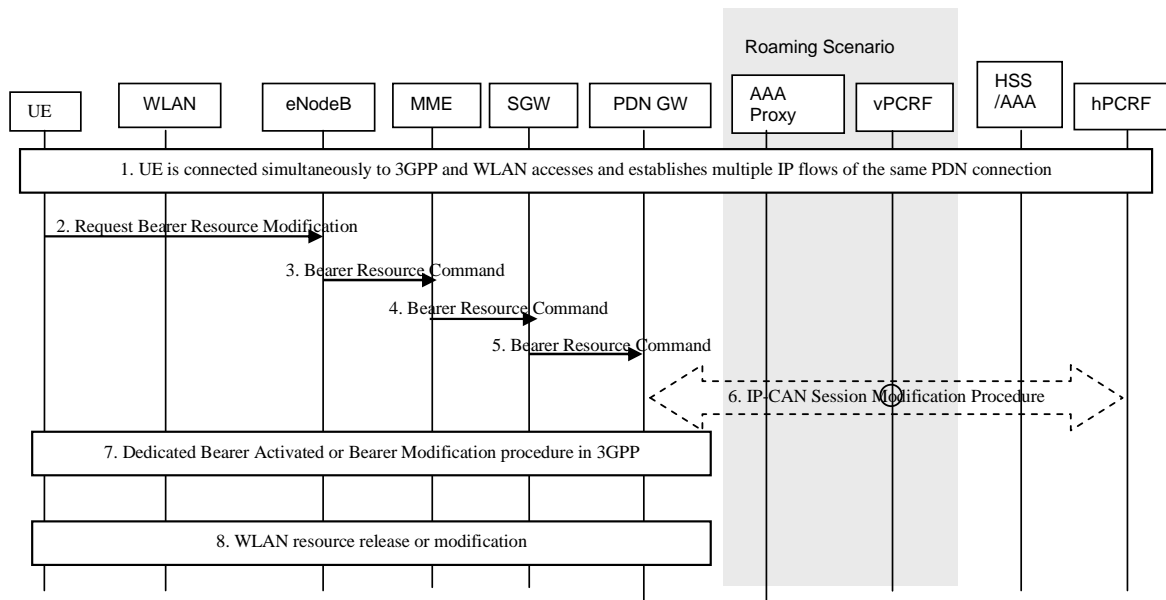 Roaming Scenario
UE
WLAN
eNodeB
MME
SGW
PDN GW
AAA
Proxy
vPCRF
HSS
/AAA
hPCRF
1. UE is connected simultaneously to 3GPP and WLAN accesses and establishes multiple IP flows of the same PDN connection
2. Request Bearer Resource Modification
3. Bearer Resource Command
4. Bearer Resource Command
5. Bearer Resource Command
6. IP-CAN Session Modification Procedure
7. Dedicated Bearer Activated or Bearer Modification procedure in 3GPP
8. WLAN resource release or modification